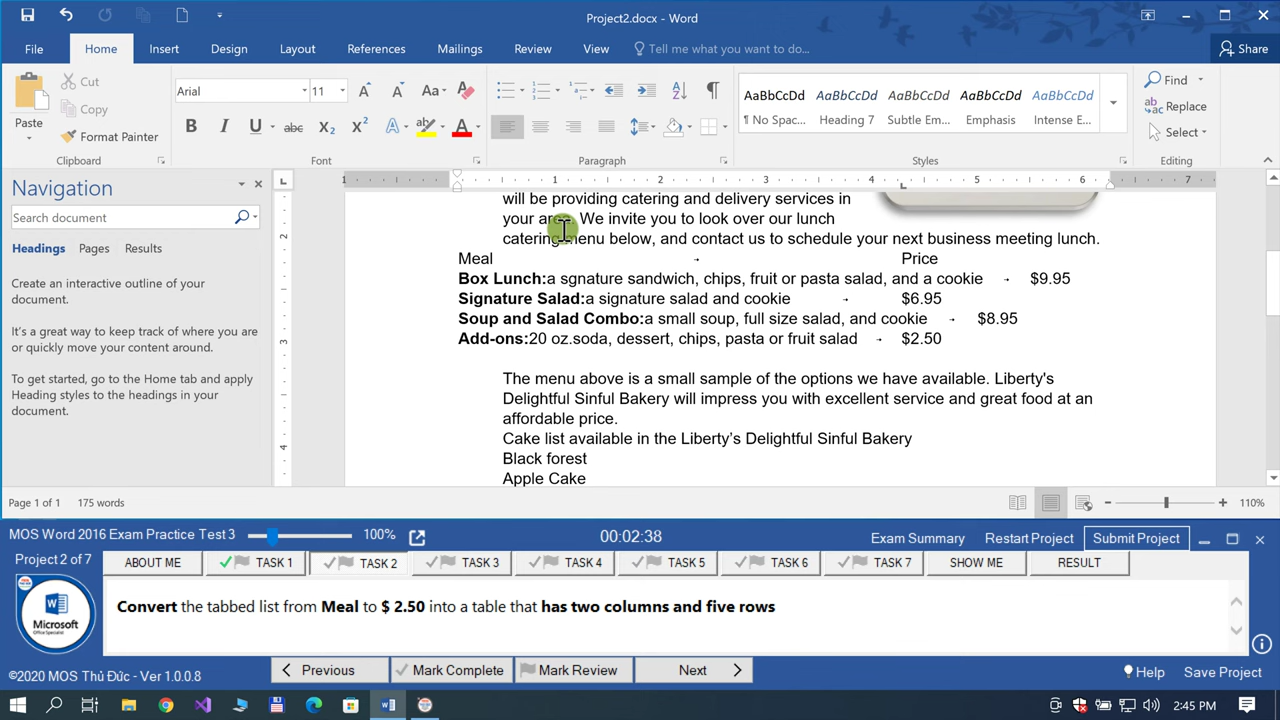 Project2.docx - Word
File Home Insert Design Layout References Mailings Review View Tell me what you want to do... Share
Paste
Cut
Copy
Format Painter
Clipboard
Arial 11
Font
Paragraph
AaBbCcDd AaBbCcDd AaBbCcDd AaBbCcDd AaBbCcDd
¶ No Spac... Heading 7 Subtle Em... Emphasis Intense E...
Styles
Find
Replace
Select
Editing
Navigation
Search document
Headings Pages Results
Create an interactive outline of your
document.
It's a great way to keep track of where you are
or quickly move your content around.
To get started, go to the Home tab and apply
Heading styles to the headings in your
document.
1 1 2 3 4 5 6 7
2
3
4
will be providing catering and delivery services in
your area. We invite you to look over our lunch
catering menu below, and contact us to schedule your next business meeting lunch.
Meal → Price
Box Lunch:a sgnature sandwich, chips, fruit or pasta salad, and a cookie → $9.95
Signature Salad:a signature salad and cookie → $6.95
Soup and Salad Combo:a small soup, full size salad, and cookie → $8.95
Add-ons:20 oz.soda, dessert, chips, pasta or fruit salad → $2.50
The menu above is a small sample of the options we have available. Liberty's
Delightful Sinful Bakery will impress you with excellent service and great food at an
affordable price.
Cake list available in the Liberty's Delightful Sinful Bakery
Black forest
Apple Cake
Page 1 of 1 175 words 110%
MOS Word 2016 Exam Practice Test 3 100% 00:02:38 Exam Summary Restart Project Submit Project
Project 2 of 7 ABOUT ME TASK 1 TASK 2 TASK 3 TASK 4 TASK 5 TASK 6 TASK 7 SHOW ME RESULT
Convert the tabbed list from Meal to $ 2.50 into a table that has two columns and five rows
Microsoft
©2020 MOS Thủ Đức - Ver 1.0.0.8 Previous Mark Complete Mark Review Next Help Save Project
2:45 PM